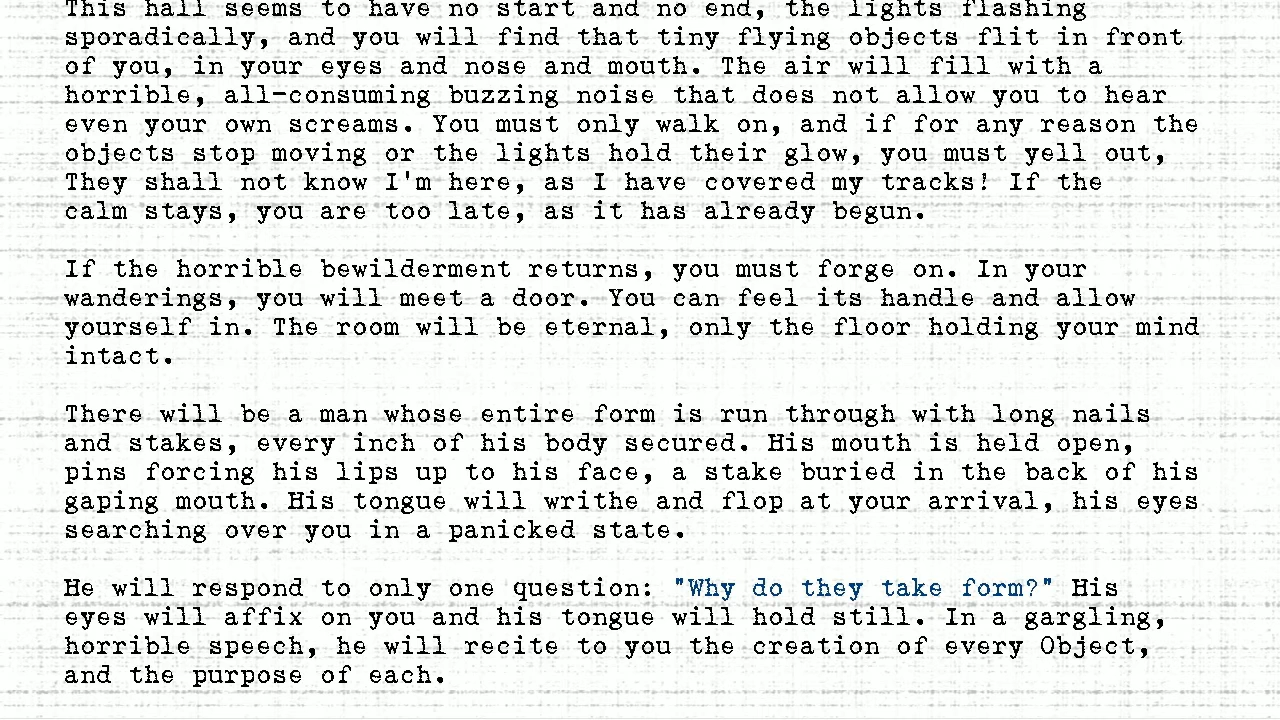 This hall seems to have no start and no end, the lights flashing
sporadically, and you will find that tiny flying objects flit in front
of you, in your eyes and nose and mouth. The air will fill with a
horrible, all-consuming buzzing noise that does not allow you to hear
even your own screams. You must only walk on, and if for any reason the
objects stop moving or the lights hold their glow, you must yell out,
They shall not know I'm here, as I have covered my tracks! If the
calm stays, you are too late, as it has already begun.
If the horrible bewilderment returns, you must forge on. In your
wanderings, you will meet a door. You can feel its handle and allow
yourself in. The room will be eternal, only the floor holding your mind
intact.
There will be a man whose entire form is run through with long nails
and stakes, every inch of his body secured. His mouth is held open,
pins forcing his lips up to his face, a stake buried in the back of his
gaping mouth. His tongue will writhe and flop at your arrival, his eyes
searching over you in a panicked state.
He will respond to only one question: "Why do they take form?" His
eyes will affix on you and his tongue will hold still. In a gargling,
horrible speech, he will recite to you the creation of every Object,
and the purpose of each.